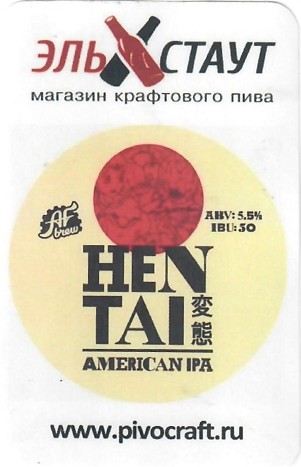 ЭЛЬ СТАУТ
магазин крафтового пива
AF
brew
ABV: 5.5%
IBU: 30
HEN
TAI
変態
AMERICAN IPA
www.pivocraft.ru